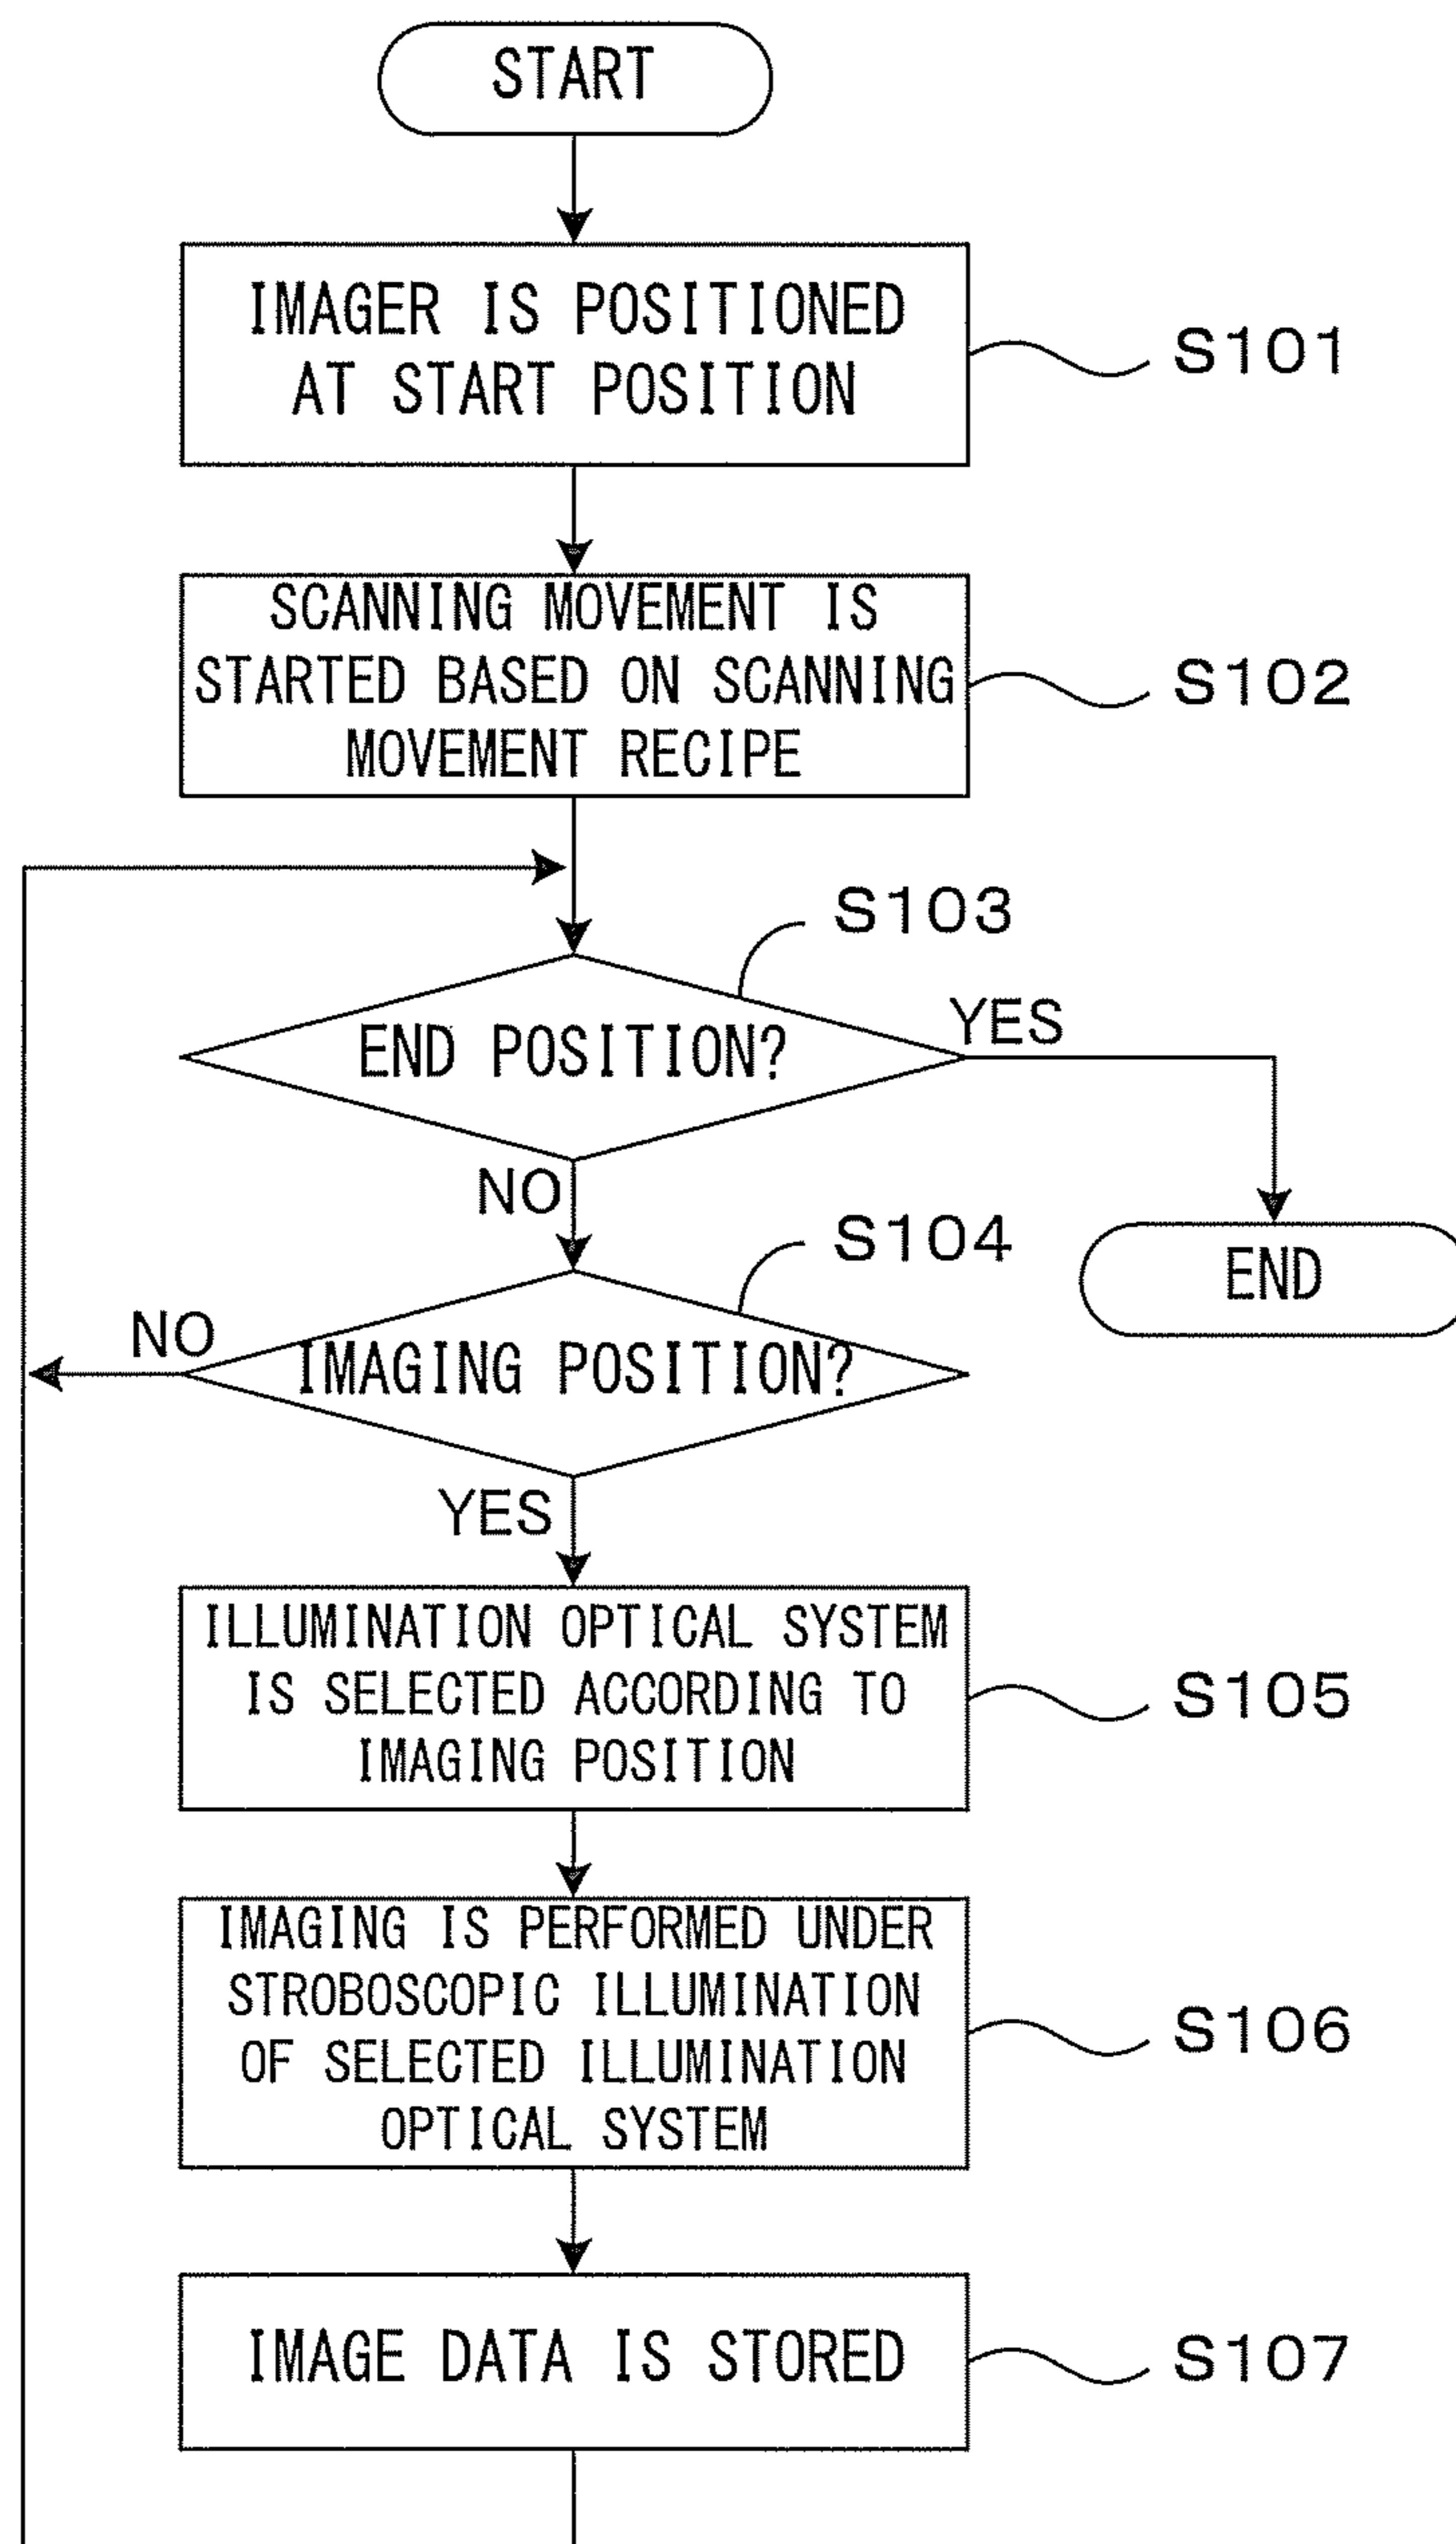 START
IMAGER IS POSITIONED
AT START POSITION
S101
SCANNING MOVEMENT IS
STARTED BASED ON SCANNING
MOVEMENT RECIPE
S102
S103
END POSITION?
YES
NO
S104
END
IMAGING POSITION?
NO
YES
ILLUMINATION OPTICAL SYSTEM
IS SELECTED ACCORDING TO
IMAGING POSITION
S105
IMAGING IS PERFORMED UNDER
STROBOSCOPIC ILLUMINATION
OF SELECTED ILLUMINATION
OPTICAL SYSTEM
S106
IMAGE DATA IS STORED
S107